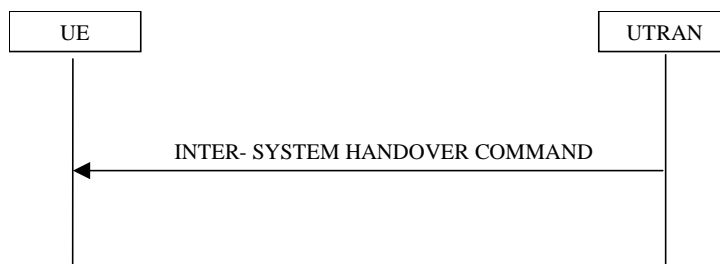 UE
UTRAN
INTER- SYSTEM HANDOVER COMMAND